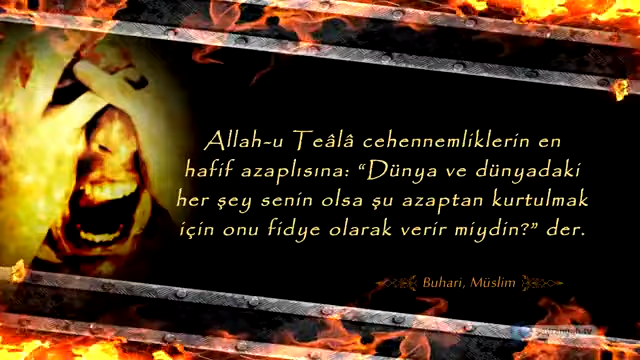 Allah-u Teâlâ cehennemliklerin en
hafif azaplısına: “Dünya ve dünyadaki
her şey senin olsa şu azaptan kurtulmak
için onu fidye olarak verir miydin?” der.
Buhari, Müslim